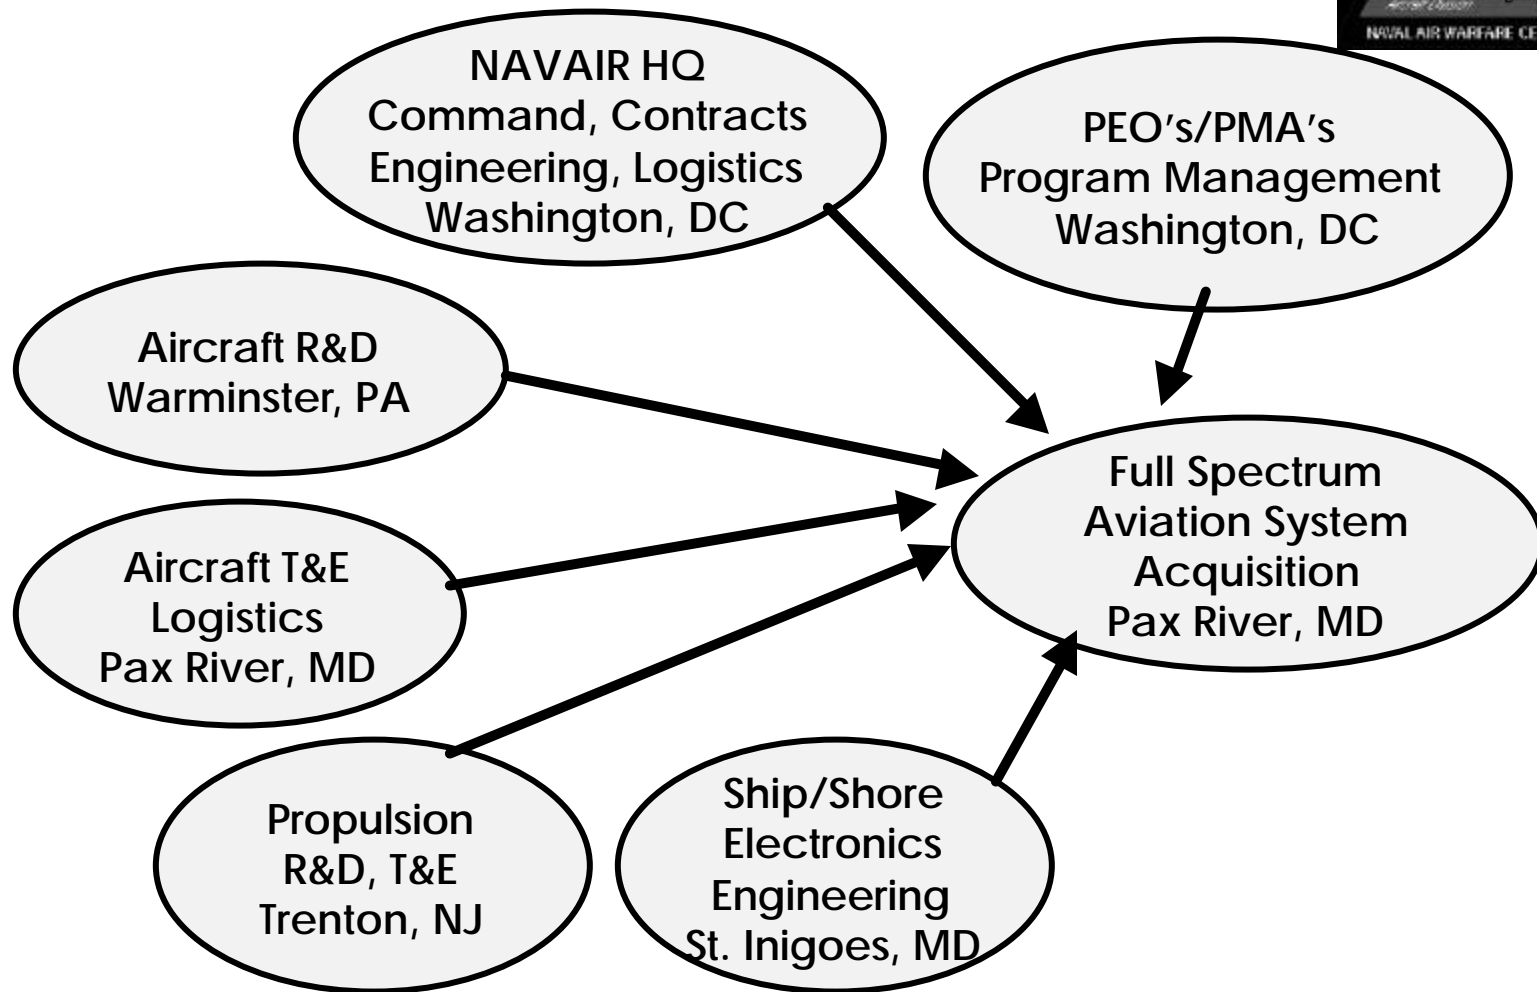 NAVAL AIR WARFARE CE
NAVAIR HQ
Command, Contracts
Engineering, Logistics
Washington, DC
PEO's/PMA's
Program Management
Washington, DC
Aircraft R&D
Warminster, PA
Full Spectrum
Aviation System
Acquisition
Pax River, MD
Aircraft T&E
Logistics
Pax River, MD
Propulsion
R&D, T&E
Trenton, NJ
Ship/Shore
Electronics
Engineering
St. Inigoes, MD